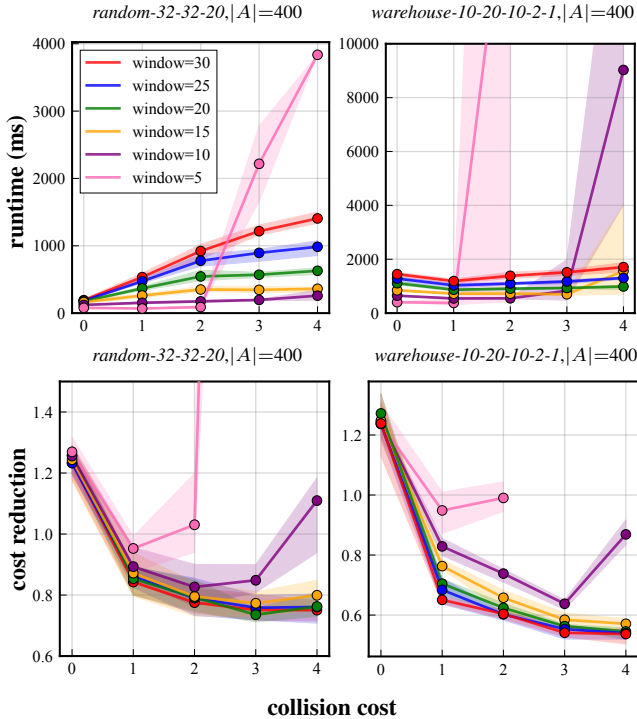 random-32-32-20,|A|=400
warehouse-10-20-10-2-1,|A|=400
runtime (ms)
4000
3000
2000
1000
0
window=30
window=25
window=20
window=15
window=10
window=5
0 1 2 3 4
10000
8000
6000
4000
2000
0
0 1 2 3 4
random-32-32-20,|A|=400
warehouse-10-20-10-2-1,|A|=400
cost reduction
1.4
1.2
1.0
0.8
0.6
0 1 2 3 4
1.2
1.0
0.8
0.6
0 1 2 3 4
collision cost